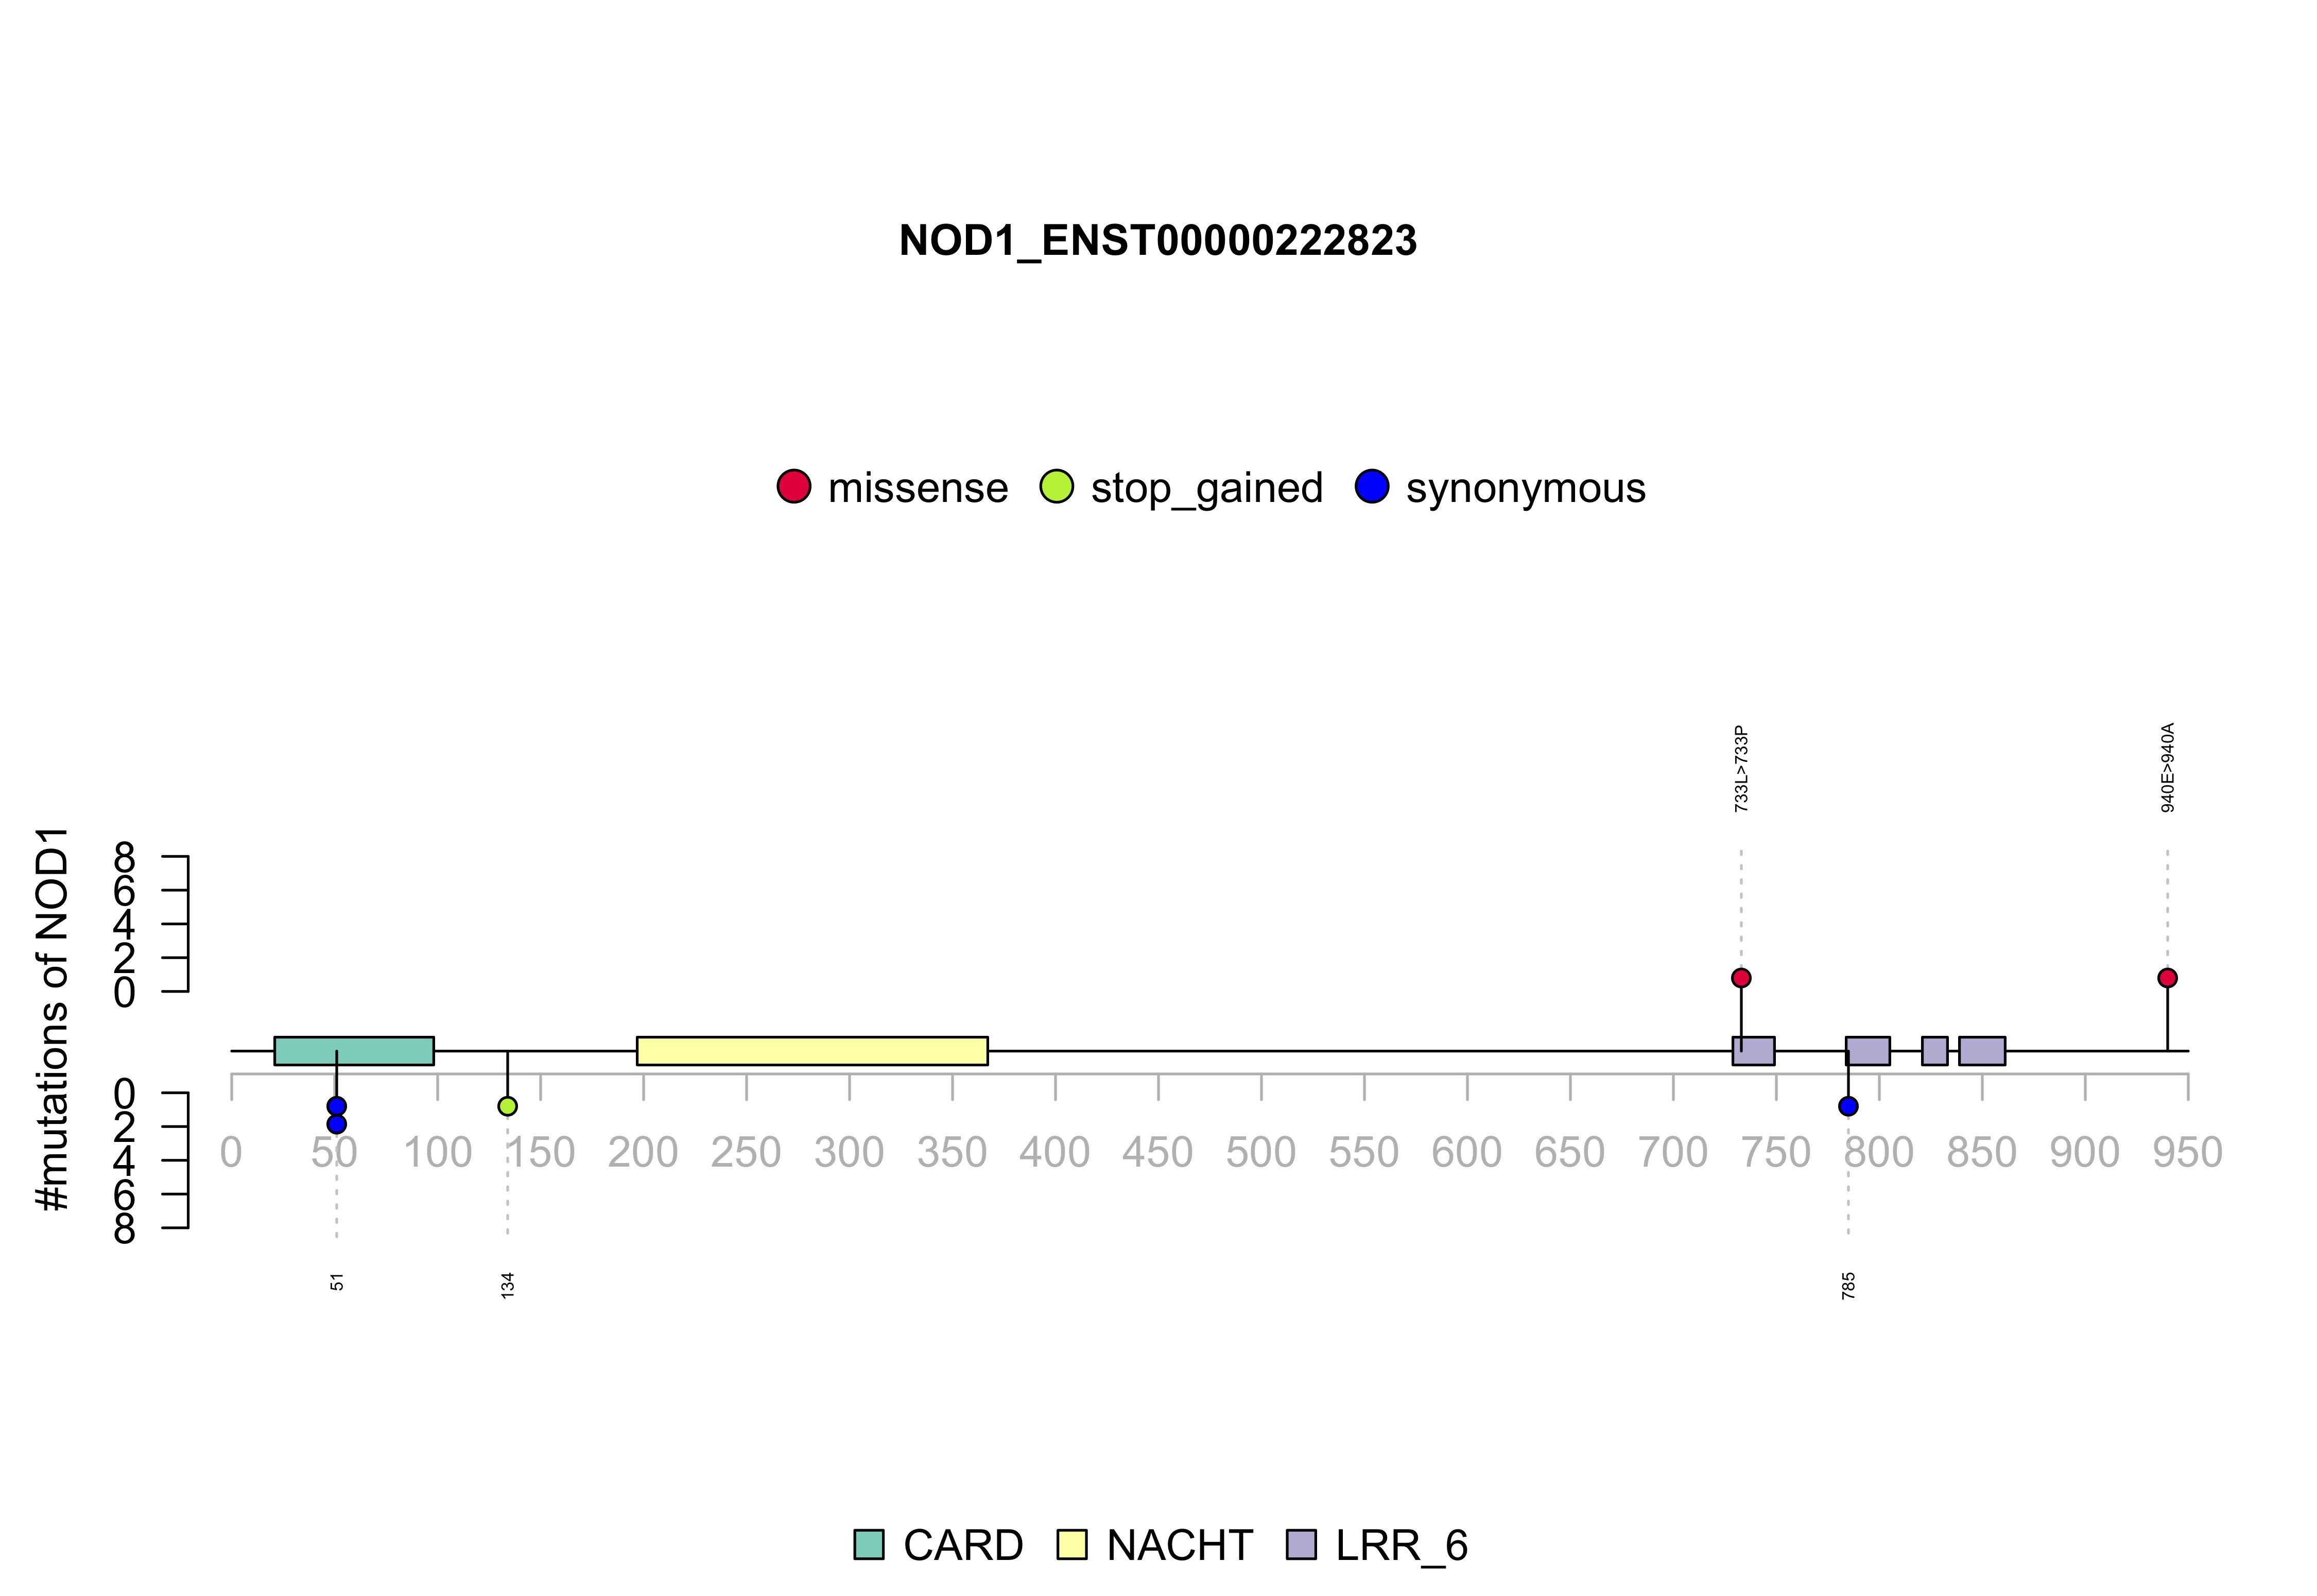 NOD1_ENST00000222823
missense stop_gained synonymous
733L>733P
940E>940A
#mutations of NOD1
8
6
4
2
0
0
2
4
6
8
0 50 100 150 200 250 300 350 400 450 500 550 600 650 700 750 800 850 900 950
51
134
785
CARD NACHT LRR_6